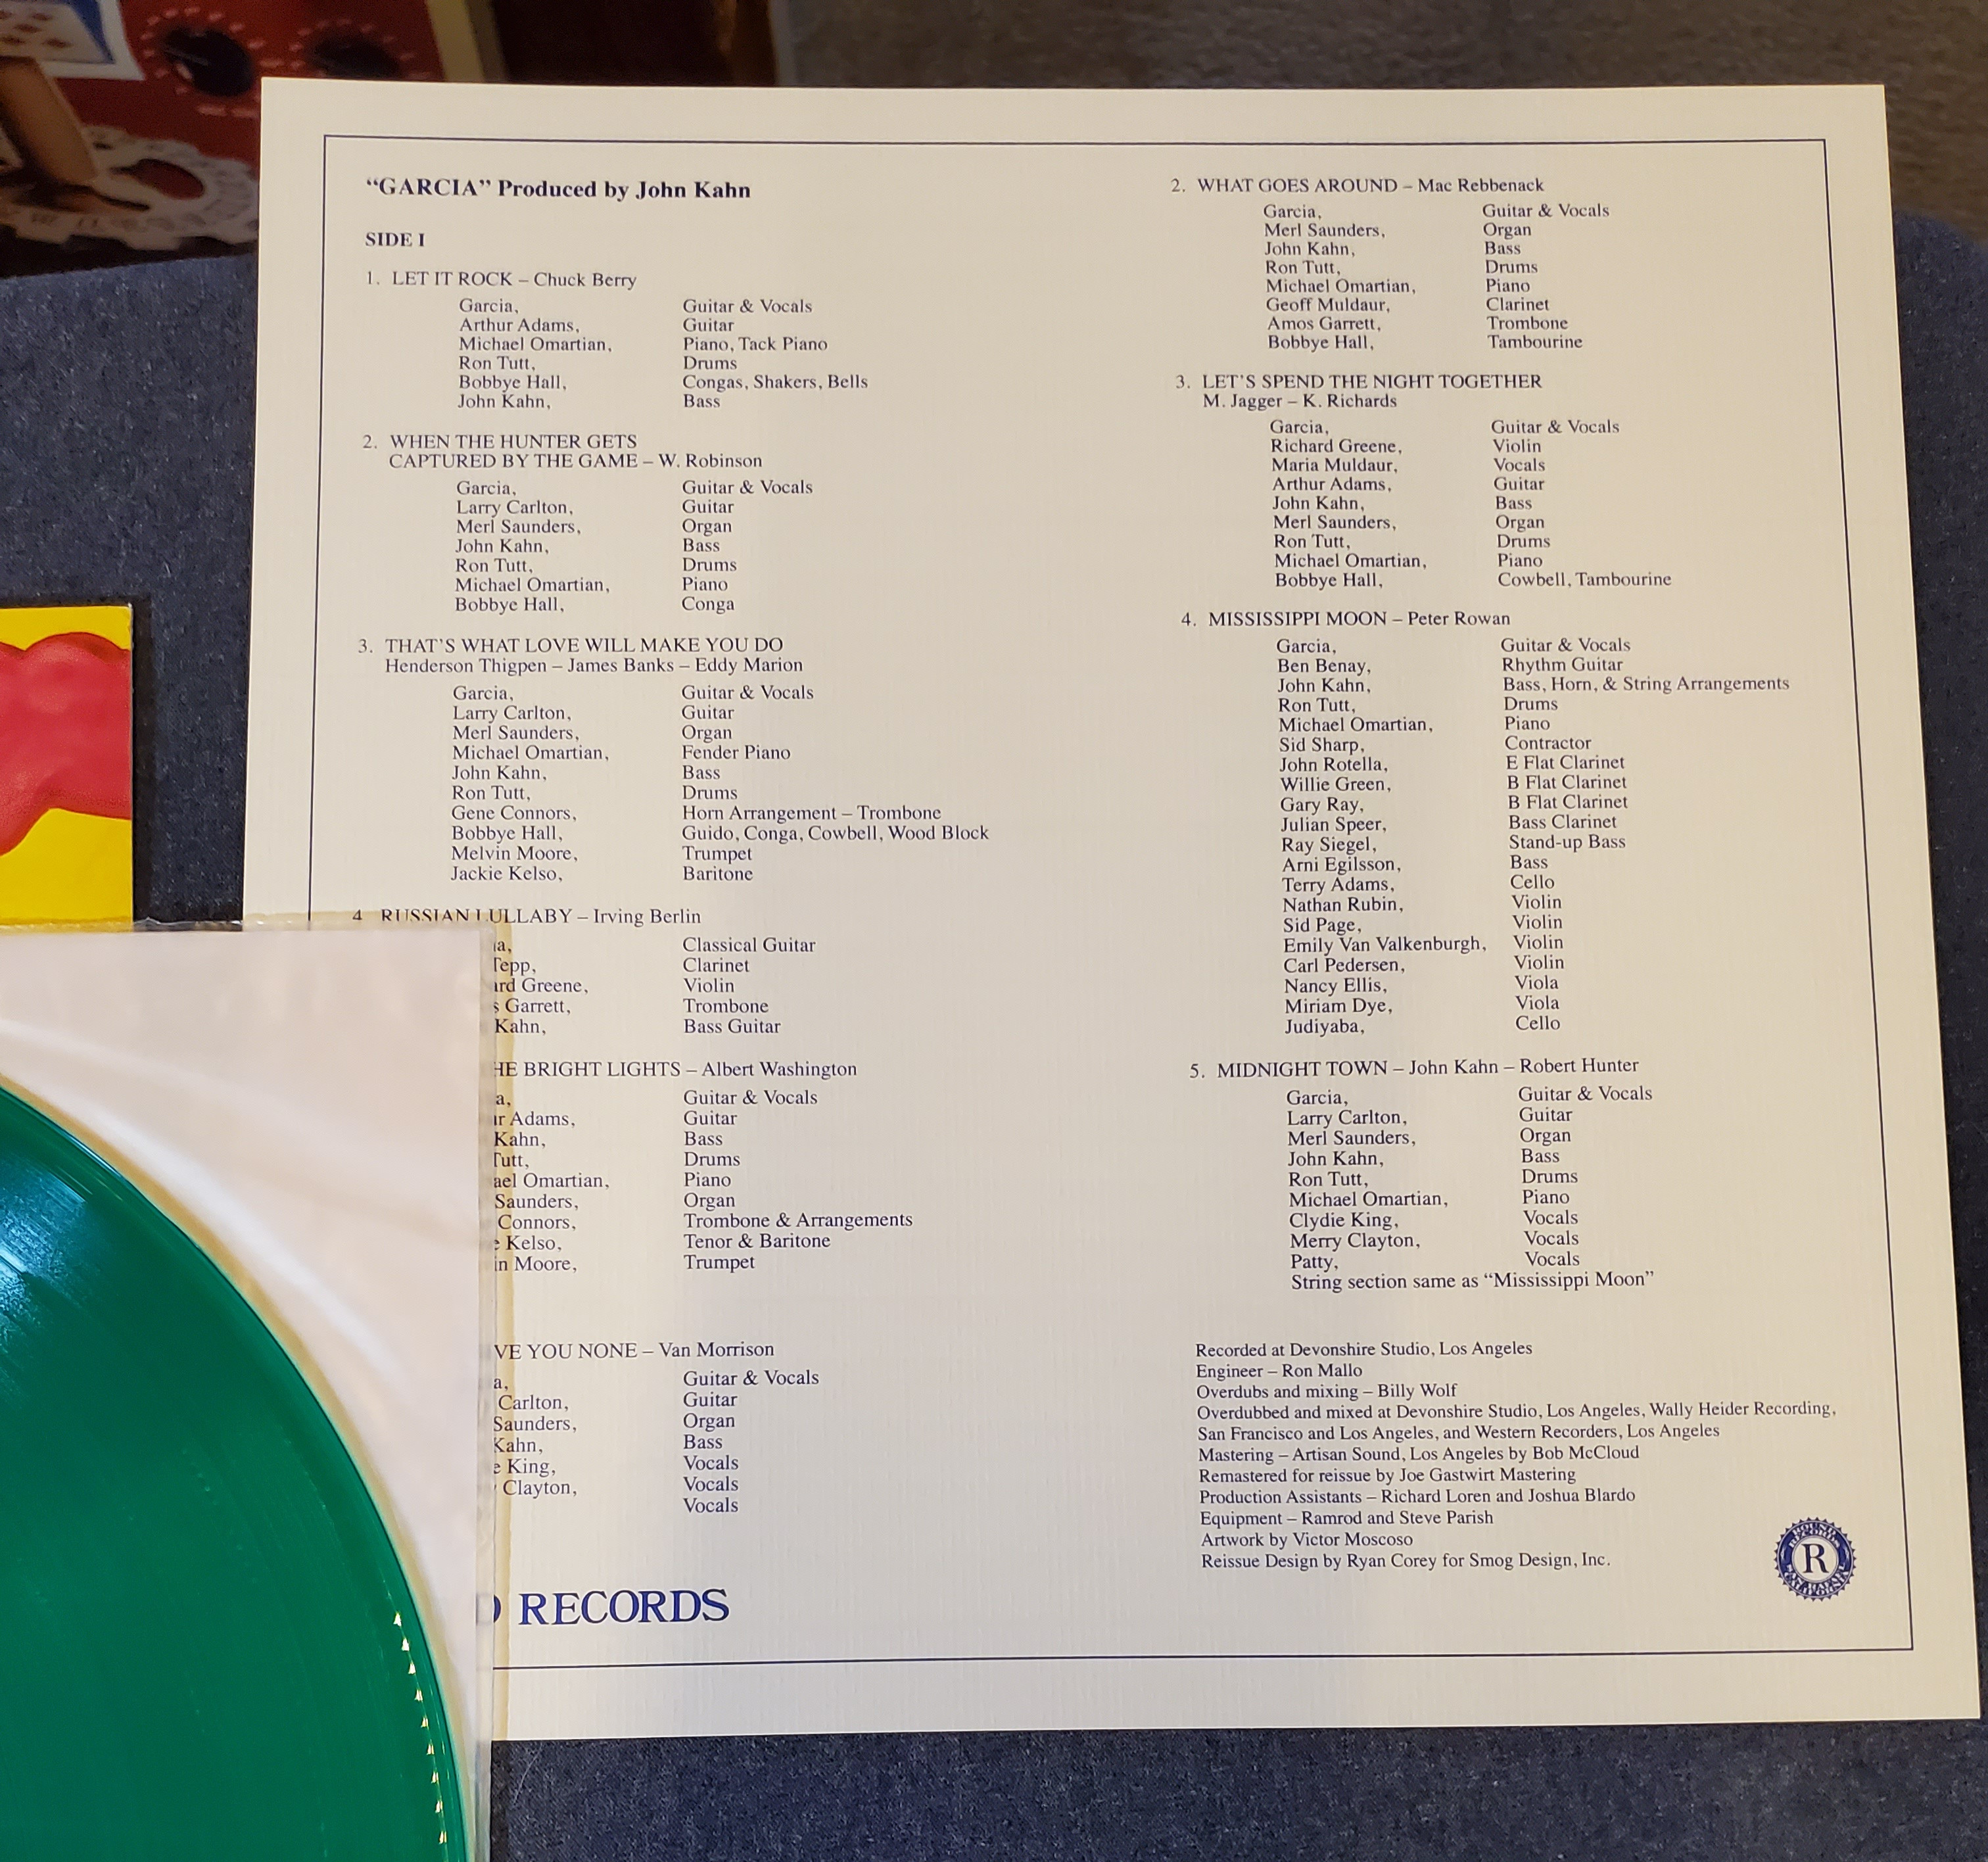 “GARCIA” Produced by John Kahn
SIDE I
1. LET IT ROCK – Chuck Berry
Garcia, Guitar & Vocals
Arthur Adams, Guitar
Michael Omartian, Piano, Tack Piano
Ron Tutt, Drums
Bobbye Hall, Congas, Shakers, Bells
John Kahn, Bass
2. WHEN THE HUNTER GETS
CAPTURED BY THE GAME – W. Robinson
Garcia, Guitar & Vocals
Larry Carlton, Guitar
Merl Saunders, Organ
John Kahn, Bass
Ron Tutt, Drums
Michael Omartian, Piano
Bobbye Hall, Conga
3. THAT’S WHAT LOVE WILL MAKE YOU DO
Henderson Thigpen – James Banks – Eddy Marion
Garcia, Guitar & Vocals
Larry Carlton, Guitar
Merl Saunders, Organ
Michael Omartian, Fender Piano
John Kahn, Bass
Ron Tutt, Drums
Gene Connors, Horn Arrangement – Trombone
Bobbye Hall, Guido, Conga, Cowbell, Wood Block
Melvin Moore, Trumpet
Jackie Kelso, Baritone
4 RUSSIAN LULLABY – Irving Berlin
a, Classical Guitar
Tepp, Clarinet
ard Greene, Violin
s Garrett, Trombone
Kahn, Bass Guitar
HE BRIGHT LIGHTS – Albert Washington
a, Guitar & Vocals
ur Adams, Guitar
Kahn, Bass
Tutt, Drums
ael Omartian, Piano
Saunders, Organ
Connors, Trombone & Arrangements
e Kelso, Tenor & Baritone
in Moore, Trumpet
VE YOU NONE – Van Morrison
a, Guitar & Vocals
Carlton, Guitar
Saunders, Organ
Kahn, Bass
e King, Vocals
Clayton, Vocals
Vocals
D RECORDS
2. WHAT GOES AROUND – Mac Rebbenack
Garcia, Guitar & Vocals
Merl Saunders, Organ
John Kahn, Bass
Ron Tutt, Drums
Michael Omartian, Piano
Geoff Muldaur, Clarinet
Amos Garrett, Trombone
Bobbye Hall, Tambourine
3. LET’S SPEND THE NIGHT TOGETHER
M. Jagger – K. Richards
Garcia, Guitar & Vocals
Richard Greene, Violin
Maria Muldaur, Vocals
Arthur Adams, Guitar
John Kahn, Bass
Merl Saunders, Organ
Ron Tutt, Drums
Michael Omartian, Piano
Bobbye Hall, Cowbell, Tambourine
4. MISSISSIPPI MOON – Peter Rowan
Garcia, Guitar & Vocals
Ben Benay, Rhythm Guitar
John Kahn, Bass, Horn, & String Arrangements
Ron Tutt, Drums
Michael Omartian, Piano
Sid Sharp, Contractor
John Rotella, E Flat Clarinet
Willie Green, B Flat Clarinet
Gary Ray, B Flat Clarinet
Julian Speer, Bass Clarinet
Ray Siegel, Stand-up Bass
Arni Egilsson, Bass
Terry Adams, Cello
Nathan Rubin, Violin
Sid Page, Violin
Emily Van Valkenburgh, Violin
Carl Pedersen, Violin
Nancy Ellis, Viola
Miriam Dye, Viola
Judiyaba, Cello
5. MIDNIGHT TOWN – John Kahn – Robert Hunter
Garcia, Guitar & Vocals
Larry Carlton, Guitar
Merl Saunders, Organ
John Kahn, Bass
Ron Tutt, Drums
Michael Omartian, Piano
Clydie King, Vocals
Merry Clayton, Vocals
Patty, Vocals
String section same as “Mississippi Moon”
Recorded at Devonshire Studio, Los Angeles
Engineer – Ron Mallo
Overdubs and mixing – Billy Wolf
Overdubbed and mixed at Devonshire Studio, Los Angeles, Wally Heider Recording,
San Francisco and Los Angeles, and Western Recorders, Los Angeles
Mastering – Artisan Sound, Los Angeles by Bob McCloud
Remastered for reissue by Joe Gastwirt Mastering
Production Assistants – Richard Loren and Joshua Blardo
Equipment – Ramrod and Steve Parish
Artwork by Victor Moscoso
Reissue Design by Ryan Corey for Smog Design, Inc.
R